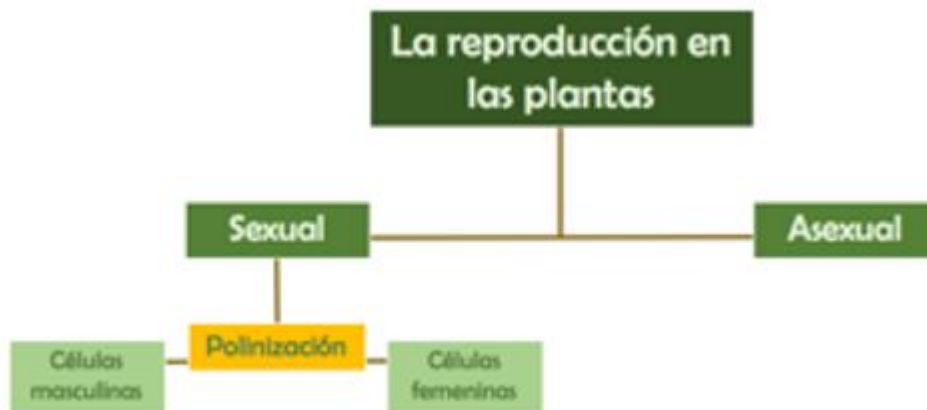 La reproducción en
las plantas
Sexual
Asexual
Polinización
Células
masculinas
Células
femeninas